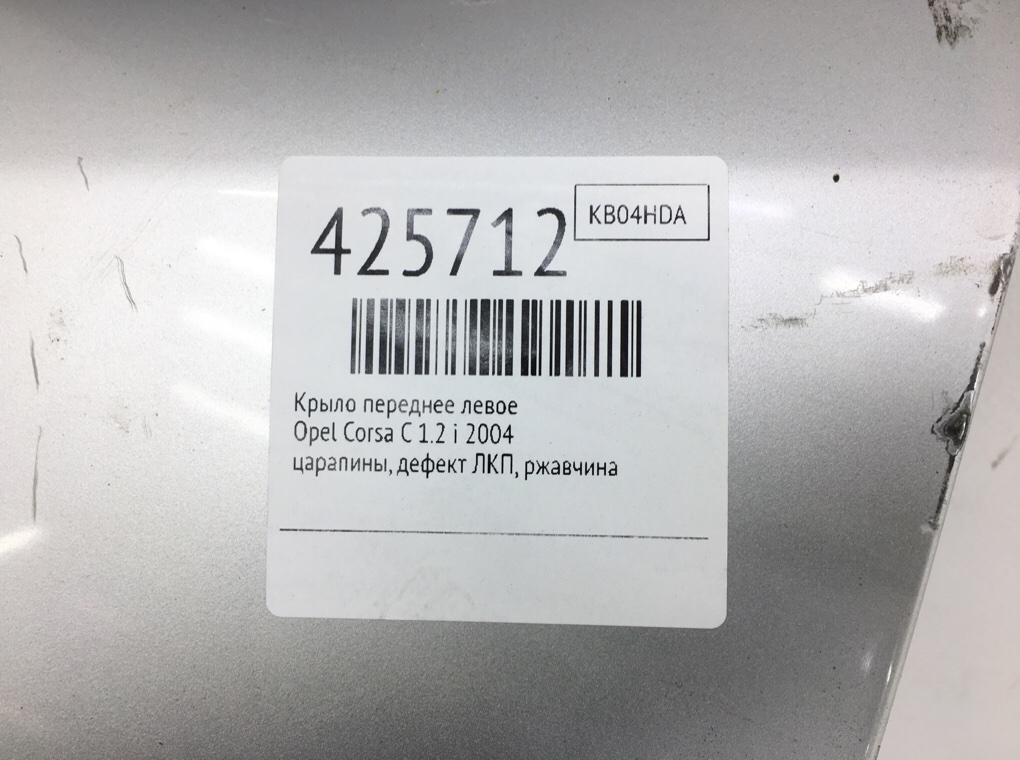 425712
KB04HDA
Крыло переднее левое
Opel Corsa C 1.2 i 2004
царапины, дефект ЛКП, ржавчина